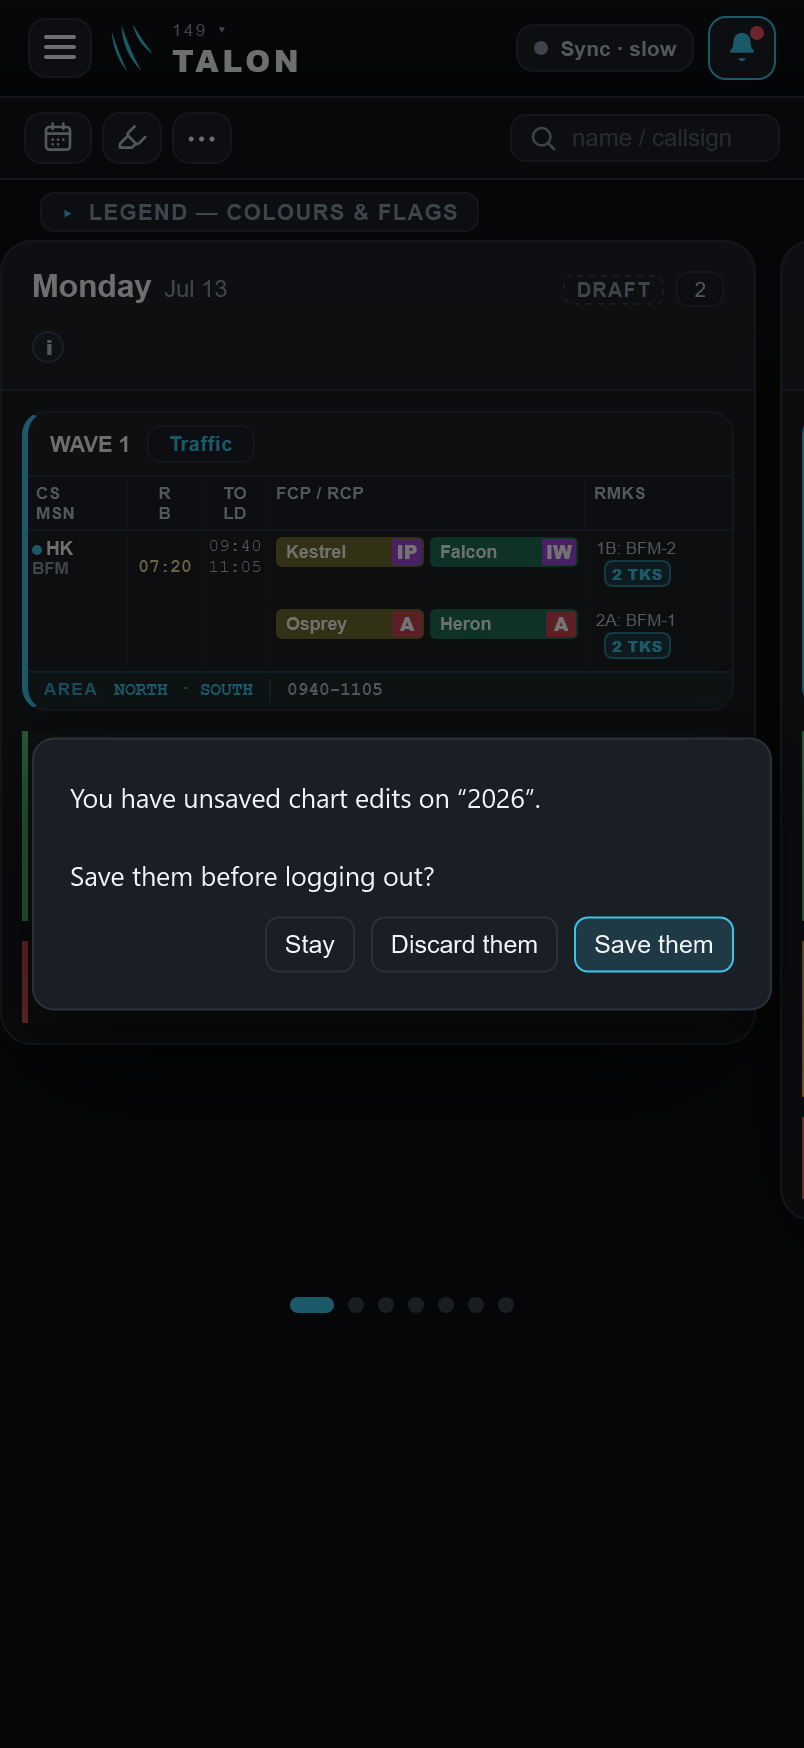 149 ▾
TALON
Sync · slow
name / callsign
▸ LEGEND — COLOURS & FLAGS
Monday Jul 13
DRAFT 2
i
WAVE 1 Traffic
CS R TO FCP / RCP RMKS
MSN B LD
HK 09:40 Kestrel IP Falcon IW 1B: BFM-2
BFM 07:20 11:05 2 TKS
Osprey A Heron A 2A: BFM-1
2 TKS
AREA NORTH · SOUTH 0940–1105
You have unsaved chart edits on “2026”.
Save them before logging out?
Stay Discard them Save them